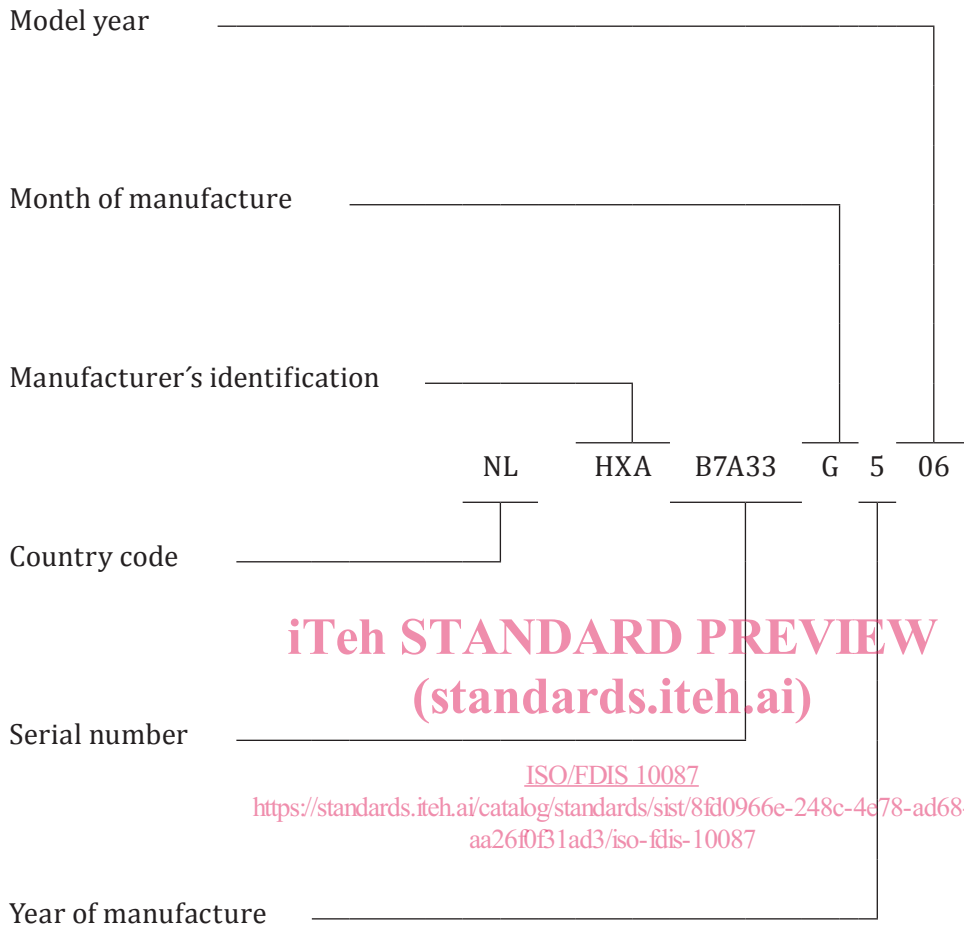 Model year
Month of manufacture
Manufacturer´s identification
NL HXA B7A33 G 5 06
Country code
iTeh STANDARD PREVIEW
(standards.iteh.ai)
Serial number
ISO/FDIS 10087
https://standards.iteh.ai/catalog/standards/sist/8fd0966e-248c-4e78-ad68-
aa26f0f31ad3/iso-fdis-10087
Year of manufacture